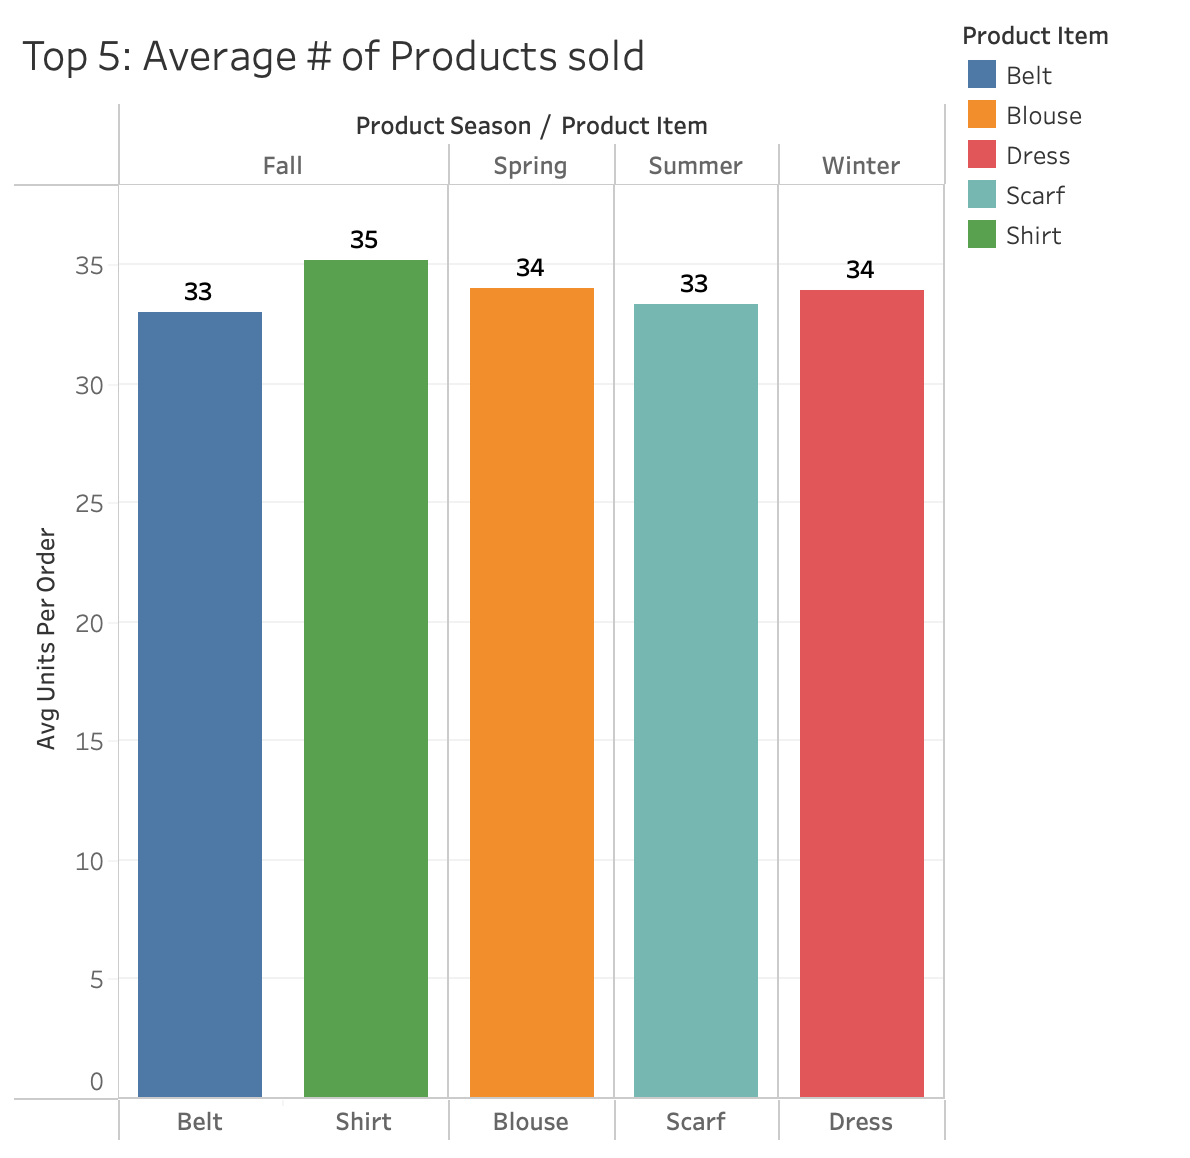 Top 5: Average # of Products sold
Product Season / Product Item
Fall Spring Summer Winter
33 35 34 33 34
Avg Units Per Order
35
30
25
20
15
10
5
0
Belt Shirt Blouse Scarf Dress
Product Item
Belt
Blouse
Dress
Scarf
Shirt